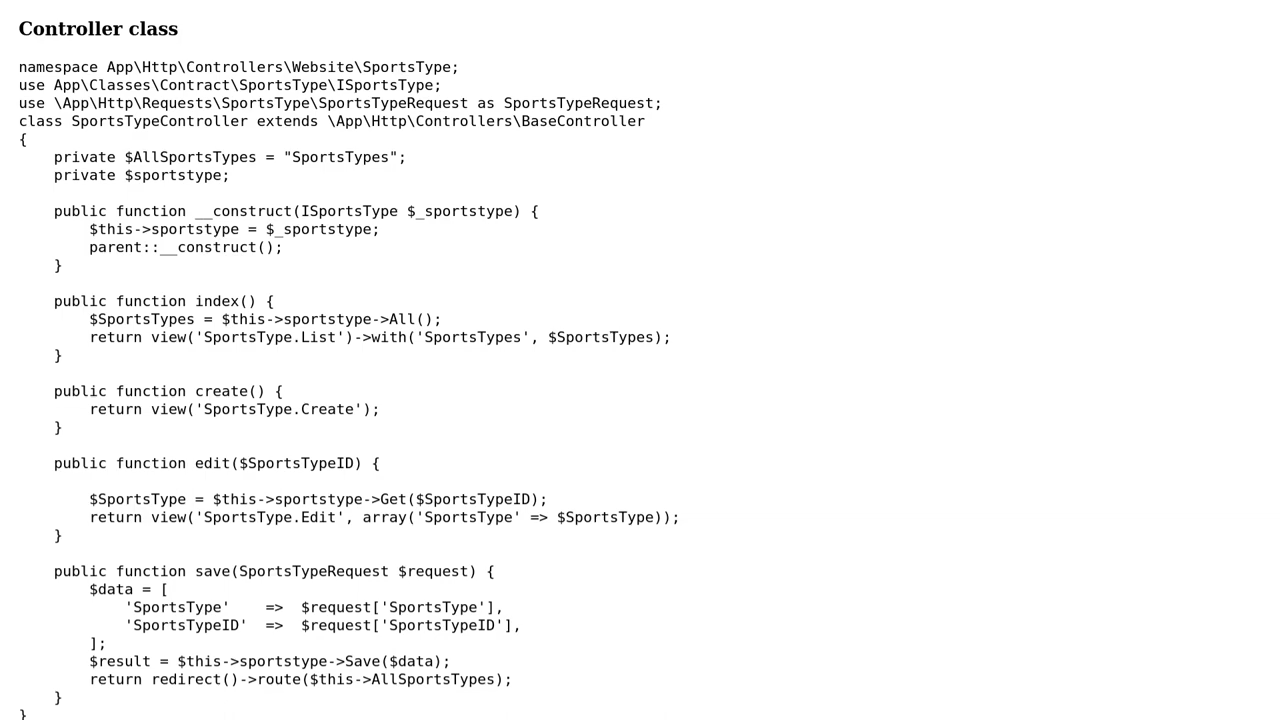 Controller class
namespace App\Http\Controllers\Website\SportsType;
use App\Classes\Contract\SportsType\ISportsType;
use \App\Http\Requests\SportsType\SportsTypeRequest as SportsTypeRequest;
class SportsTypeController extends \App\Http\Controllers\BaseController
{
    private $AllSportsTypes = "SportsTypes";
    private $sportstype;

    public function __construct(ISportsType $_sportstype) {
        $this->sportstype = $_sportstype;
        parent::__construct();
    }

    public function index() {
        $SportsTypes = $this->sportstype->All();
        return view('SportsType.List')->with('SportsTypes', $SportsTypes);
    }

    public function create() {
        return view('SportsType.Create');
    }

    public function edit($SportsTypeID) {

        $SportsType = $this->sportstype->Get($SportsTypeID);
        return view('SportsType.Edit', array('SportsType' => $SportsType));
    }

    public function save(SportsTypeRequest $request) {
        $data = [
            'SportsType'    =>  $request['SportsType'],
            'SportsTypeID'  =>  $request['SportsTypeID'],
        ];
        $result = $this->sportstype->Save($data);
        return redirect()->route($this->AllSportsTypes);
    }
}